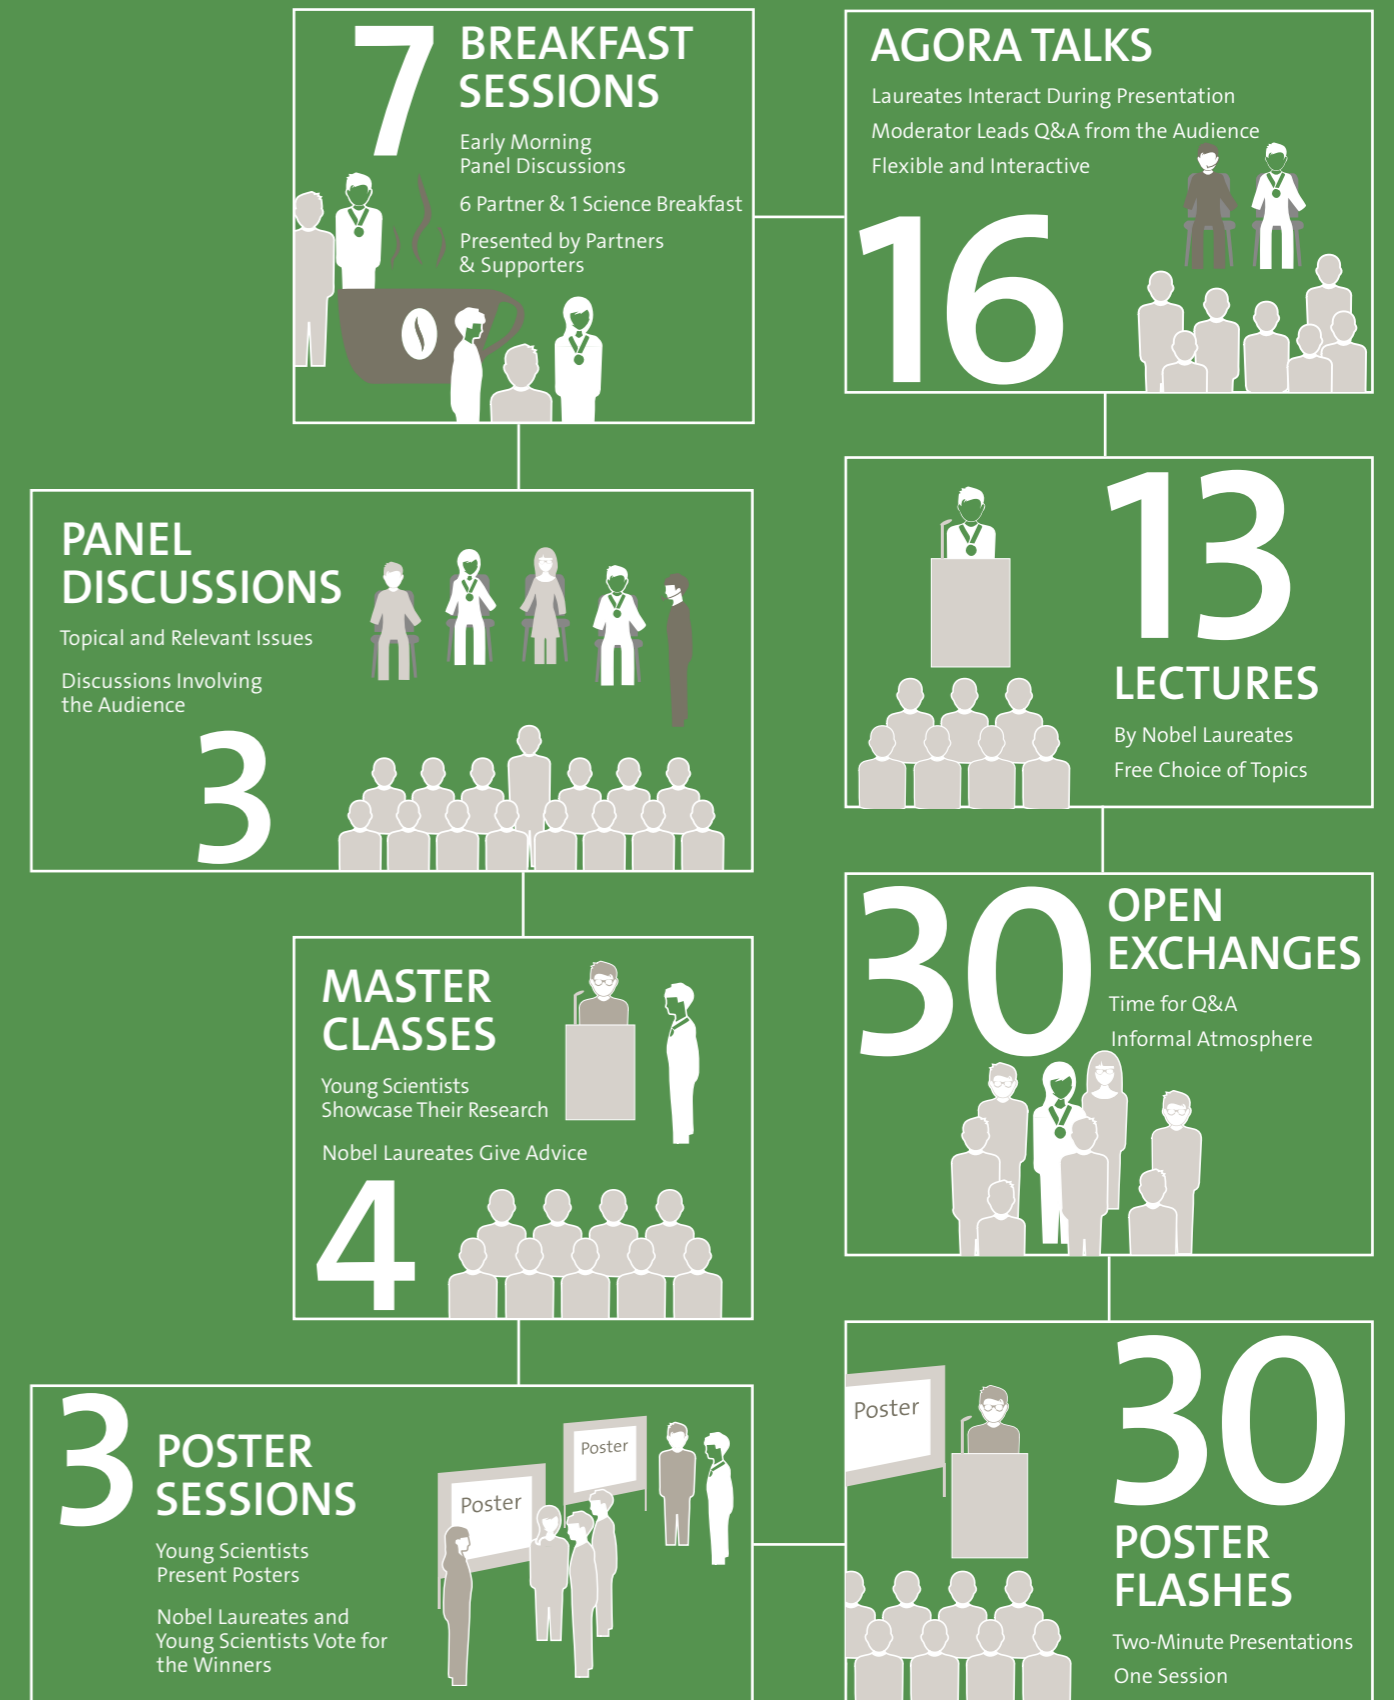 7
BREAKFAST
SESSIONS
Early Morning
Panel Discussions
6 Partner & 1 Science Breakfast
Presented by Partners
& Supporters
AGORA TALKS
Laureates Interact During Presentation
Moderator Leads Q&A from the Audience
Flexible and Interactive
16
PANEL
DISCUSSIONS
Topical and Relevant Issues
Discussions Involving
the Audience
3
13
LECTURES
By Nobel Laureates
Free Choice of Topics
MASTER
CLASSES
Young Scientists
Showcase Their Research
Nobel Laureates Give Advice
4
30
OPEN
EXCHANGES
Time for Q&A
Informal Atmosphere
3
POSTER
SESSIONS
Young Scientists
Present Posters
Nobel Laureates and
Young Scientists Vote for
the Winners
Poster
Poster
Poster
30
POSTER
FLASHES
Two-Minute Presentations
One Session